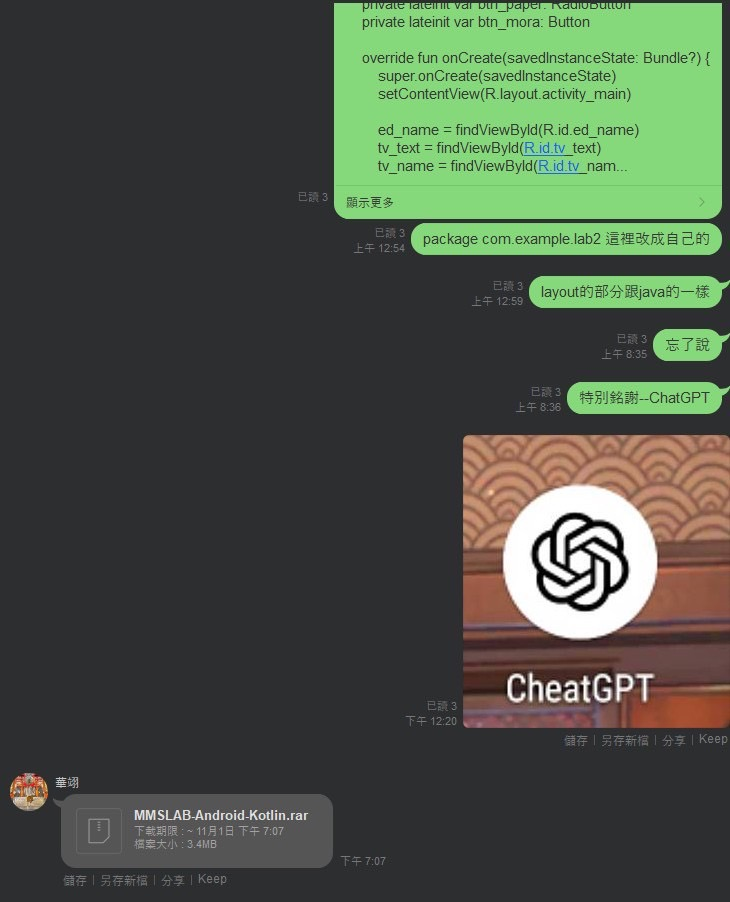 private lateinit var btn_paper: RadioButton
private lateinit var btn_mora: Button
override fun onCreate(savedInstanceState: Bundle?) {
super.onCreate(savedInstanceState)
setContentView(R.layout.activity_main)
ed_name = findViewById(R.id.ed_name)
tv_text = findViewById(R.id.tv_text)
tv_name = findViewById(R.id.tv_nam...
已讀 3
顯示更多
已讀 3
上午 12:54
package com.example.lab2 這裡改成自己的
已讀 3
上午 12:59
layout的部分跟java的一樣
已讀 3
上午 8:35
忘了說
已讀 3
上午 8:36
特別銘謝--ChatGPT
CheatGPT
已讀 3
下午 12:20
儲存 | 另存新檔 | 分享 | Keep
華翊
MMSLAB-Android-Kotlin.rar
下載期限 : ~ 11月1日 下午 7:07
檔案大小 : 3.4MB
下午 7:07
儲存 | 另存新檔 | 分享 | Keep